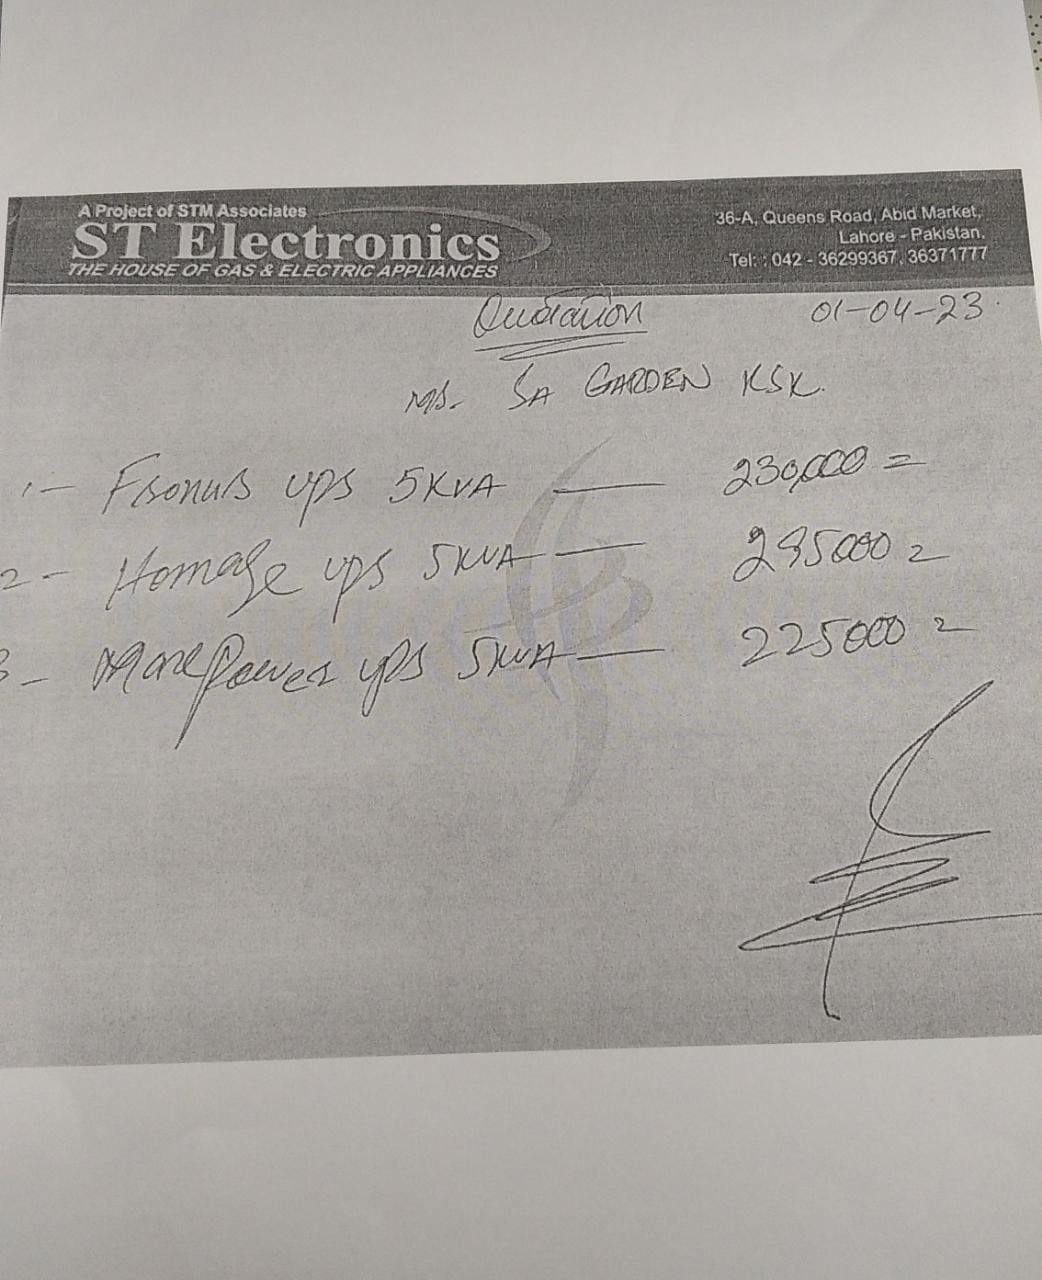 A Project of STM Associates
ST Electronics
THE HOUSE OF GAS & ELECTRIC APPLIANCES
36-A, Queens Road, Abid Market,
Lahore - Pakistan.
Tel: : 042 - 36299367, 36371777
Quotation 01-04-23
MS. SA GARDEN KSK.
1- Fronus ups 5KVA — 230,000 =
2- Homage ups 5KVA — 295000 =
3- Power ups 5KVA — 225000 =